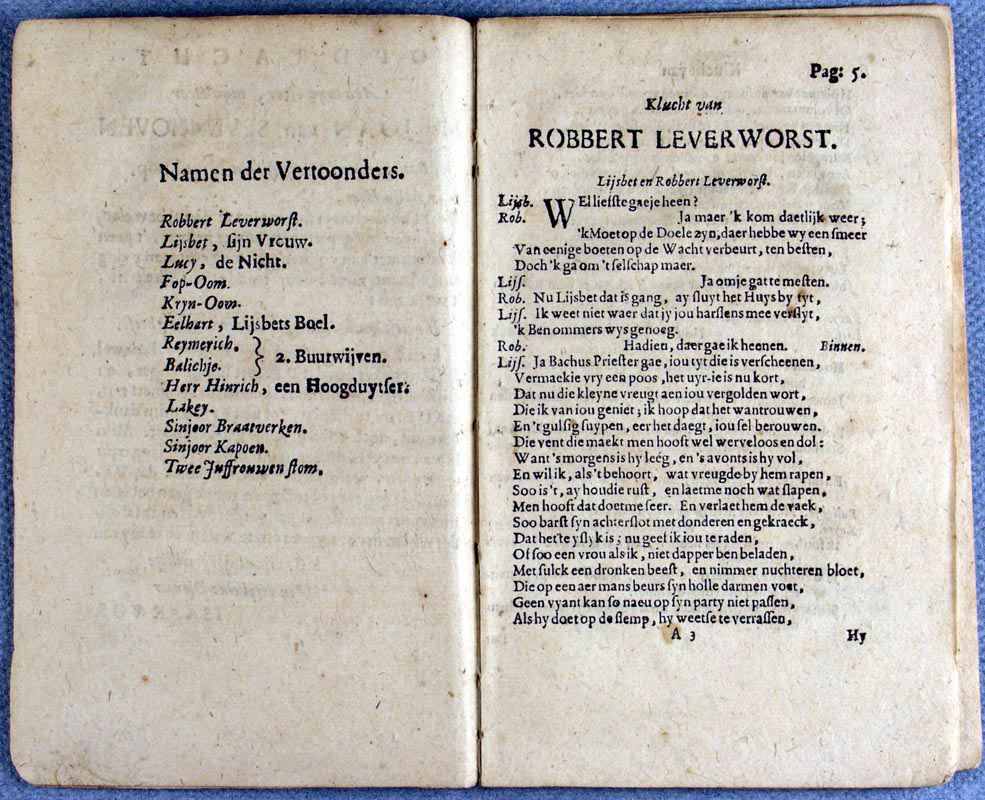 Namen der Vertoonders.
Robbert Leverworst.
Lijsbet, sijn Vrouw.
Lucy, de Nicht.
Fop-Oom.
Kryn-Oom.
Eelhart, Lijsbets Boel.
Reymerich.
Balichje. } 2. Buurwijven.
Herr Hinrich, een Hoogduytser.
Lakey.
Sinjoor Braatverken.
Sinjoor Kapoen.
Twee Juffrouwen stom.
Pag: 5.
Klucht van
ROBBERT LEVERWORST.
Lijsbet en Robbert Leverworst.
Lijsb. WEl liefste gaeje heen?
Rob. Ja maer 'k kom daetlijk weer;
'k Moet op de Doele zyn, daer hebbe wy een smeer
Van eenige boeten op de Wacht verbeurt, ten besten,
Doch 'k ga om 't selschap maer.
Lijs. Ja om je gat te mesten.
Rob. Nu Lijsbet dat is gang, ay sluyt het Huys by tyt,
Lijs. Ik weet niet waer dat jy jou harslens mee verslyt,
'k Ben ommers wys genoeg.
Rob. Hadien, daer gae ik heenen. Binnen.
Lijs. Ja Bachus Priester gae, iou tyt die is verscheenen,
Vermackie vry een poos, het uyr-ie is nu kort,
Dat nu die kleyne vreugt aen iou vergolden wort,
Die ik van iou geniet; ik hoop dat het wantrouwen,
En 't gulsig suypen, eer het daegt, iou sel berouwen.
Die vent die maekt men hooft wel werveloos en dol:
Want 's morgens is hy leég, en 's avonts is hy vol,
En wil ik, als 't behoort, wat vreugde by hem rapen,
Soo is 't, ay houdie rust, en laetme noch wat slapen,
Men hooft dat doetme seer. En verlaet hem de vaek,
Soo barst syn achterslot met donderen en gekraeck,
Dat het te yslyk is; nu geef ik iou te raden,
Of soo een vrou als ik, niet dapper ben beladen,
Met sulck een dronken beest, en nimmer nuchteren bloet,
Die op een aer mans beurs syn holle darmen voet,
Geen vyant kan so naeu op syn party niet passen,
Als hy doet op de slemp, hy weetse te verrassen,
A 3 Hy